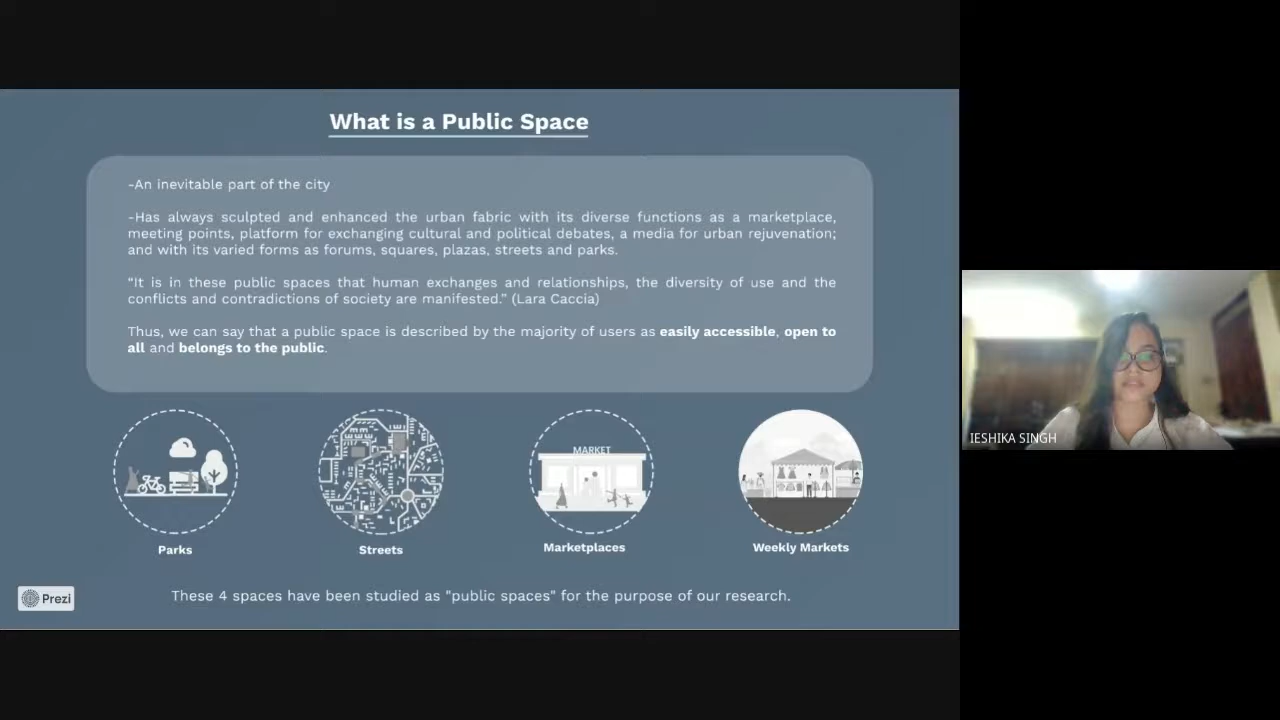 What is a Public Space
-An inevitable part of the city
-Has always sculpted and enhanced the urban fabric with its diverse functions as a marketplace,
meeting points, platform for exchanging cultural and political debates, a media for urban rejuvenation;
and with its varied forms as forums, squares, plazas, streets and parks.
"It is in these public spaces that human exchanges and relationships, the diversity of use and the
conflicts and contradictions of society are manifested." (Lara Caccia)
Thus, we can say that a public space is described by the majority of users as easily accessible, open to
all and belongs to the public.
MARKET
Parks
Streets
Marketplaces
Weekly Markets
These 4 spaces have been studied as "public spaces" for the purpose of our research.
Prezi
IESHIKA SINGH